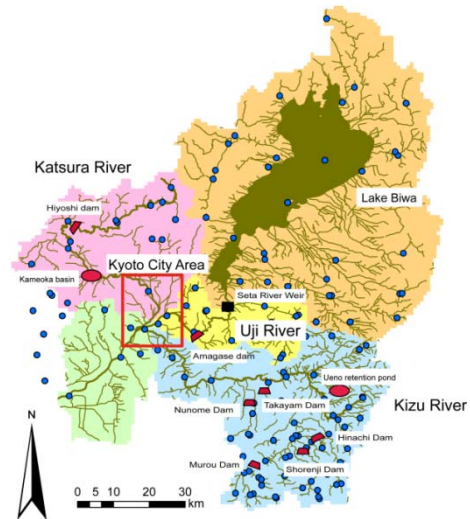 Katsura River
Lake Biwa
Hiyoshi dam
Kyoto City Area
Kameoka basin
Seta River Weir
Uji River
Amagase dam
Ueno retention pond
Nunome Dam
Takayam Dam
Kizu River
Hinachi Dam
Murou Dam
Shorenji Dam
N
0 5 10 20 30
km